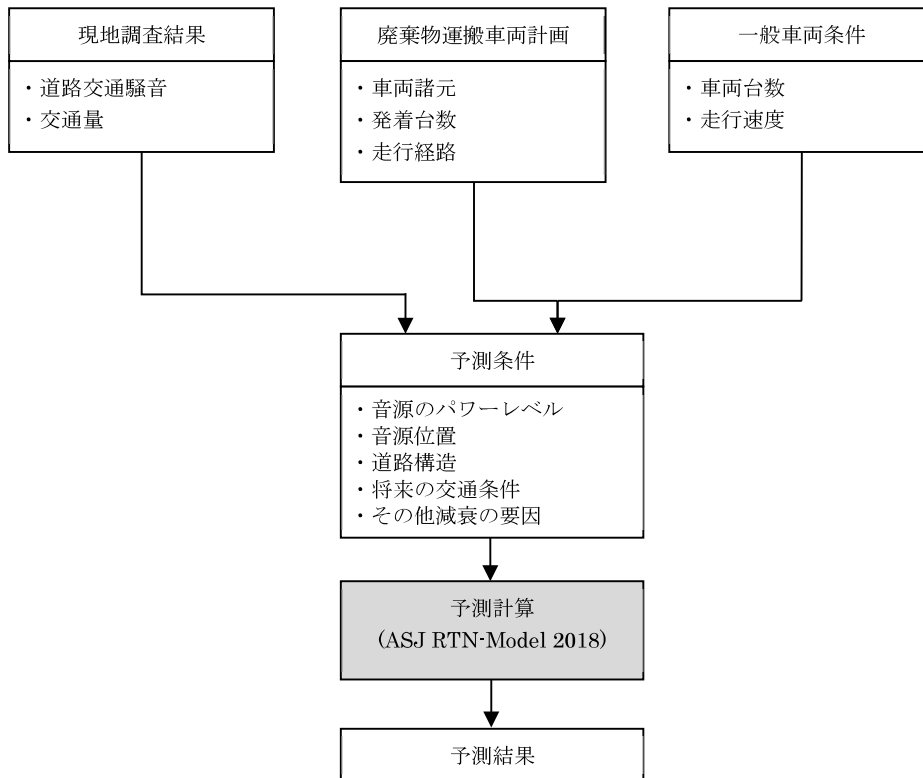 現地調査結果
・道路交通騒音
・交通量
廃棄物運搬車両計画
・車両諸元
・発着台数
・走行経路
一般車両条件
・車両台数
・走行速度
予測条件
・音源のパワーレベル
・音源位置
・道路構造
・将来の交通条件
・その他減衰の要因
予測計算
(ASJ RTN-Model 2018)
予測結果